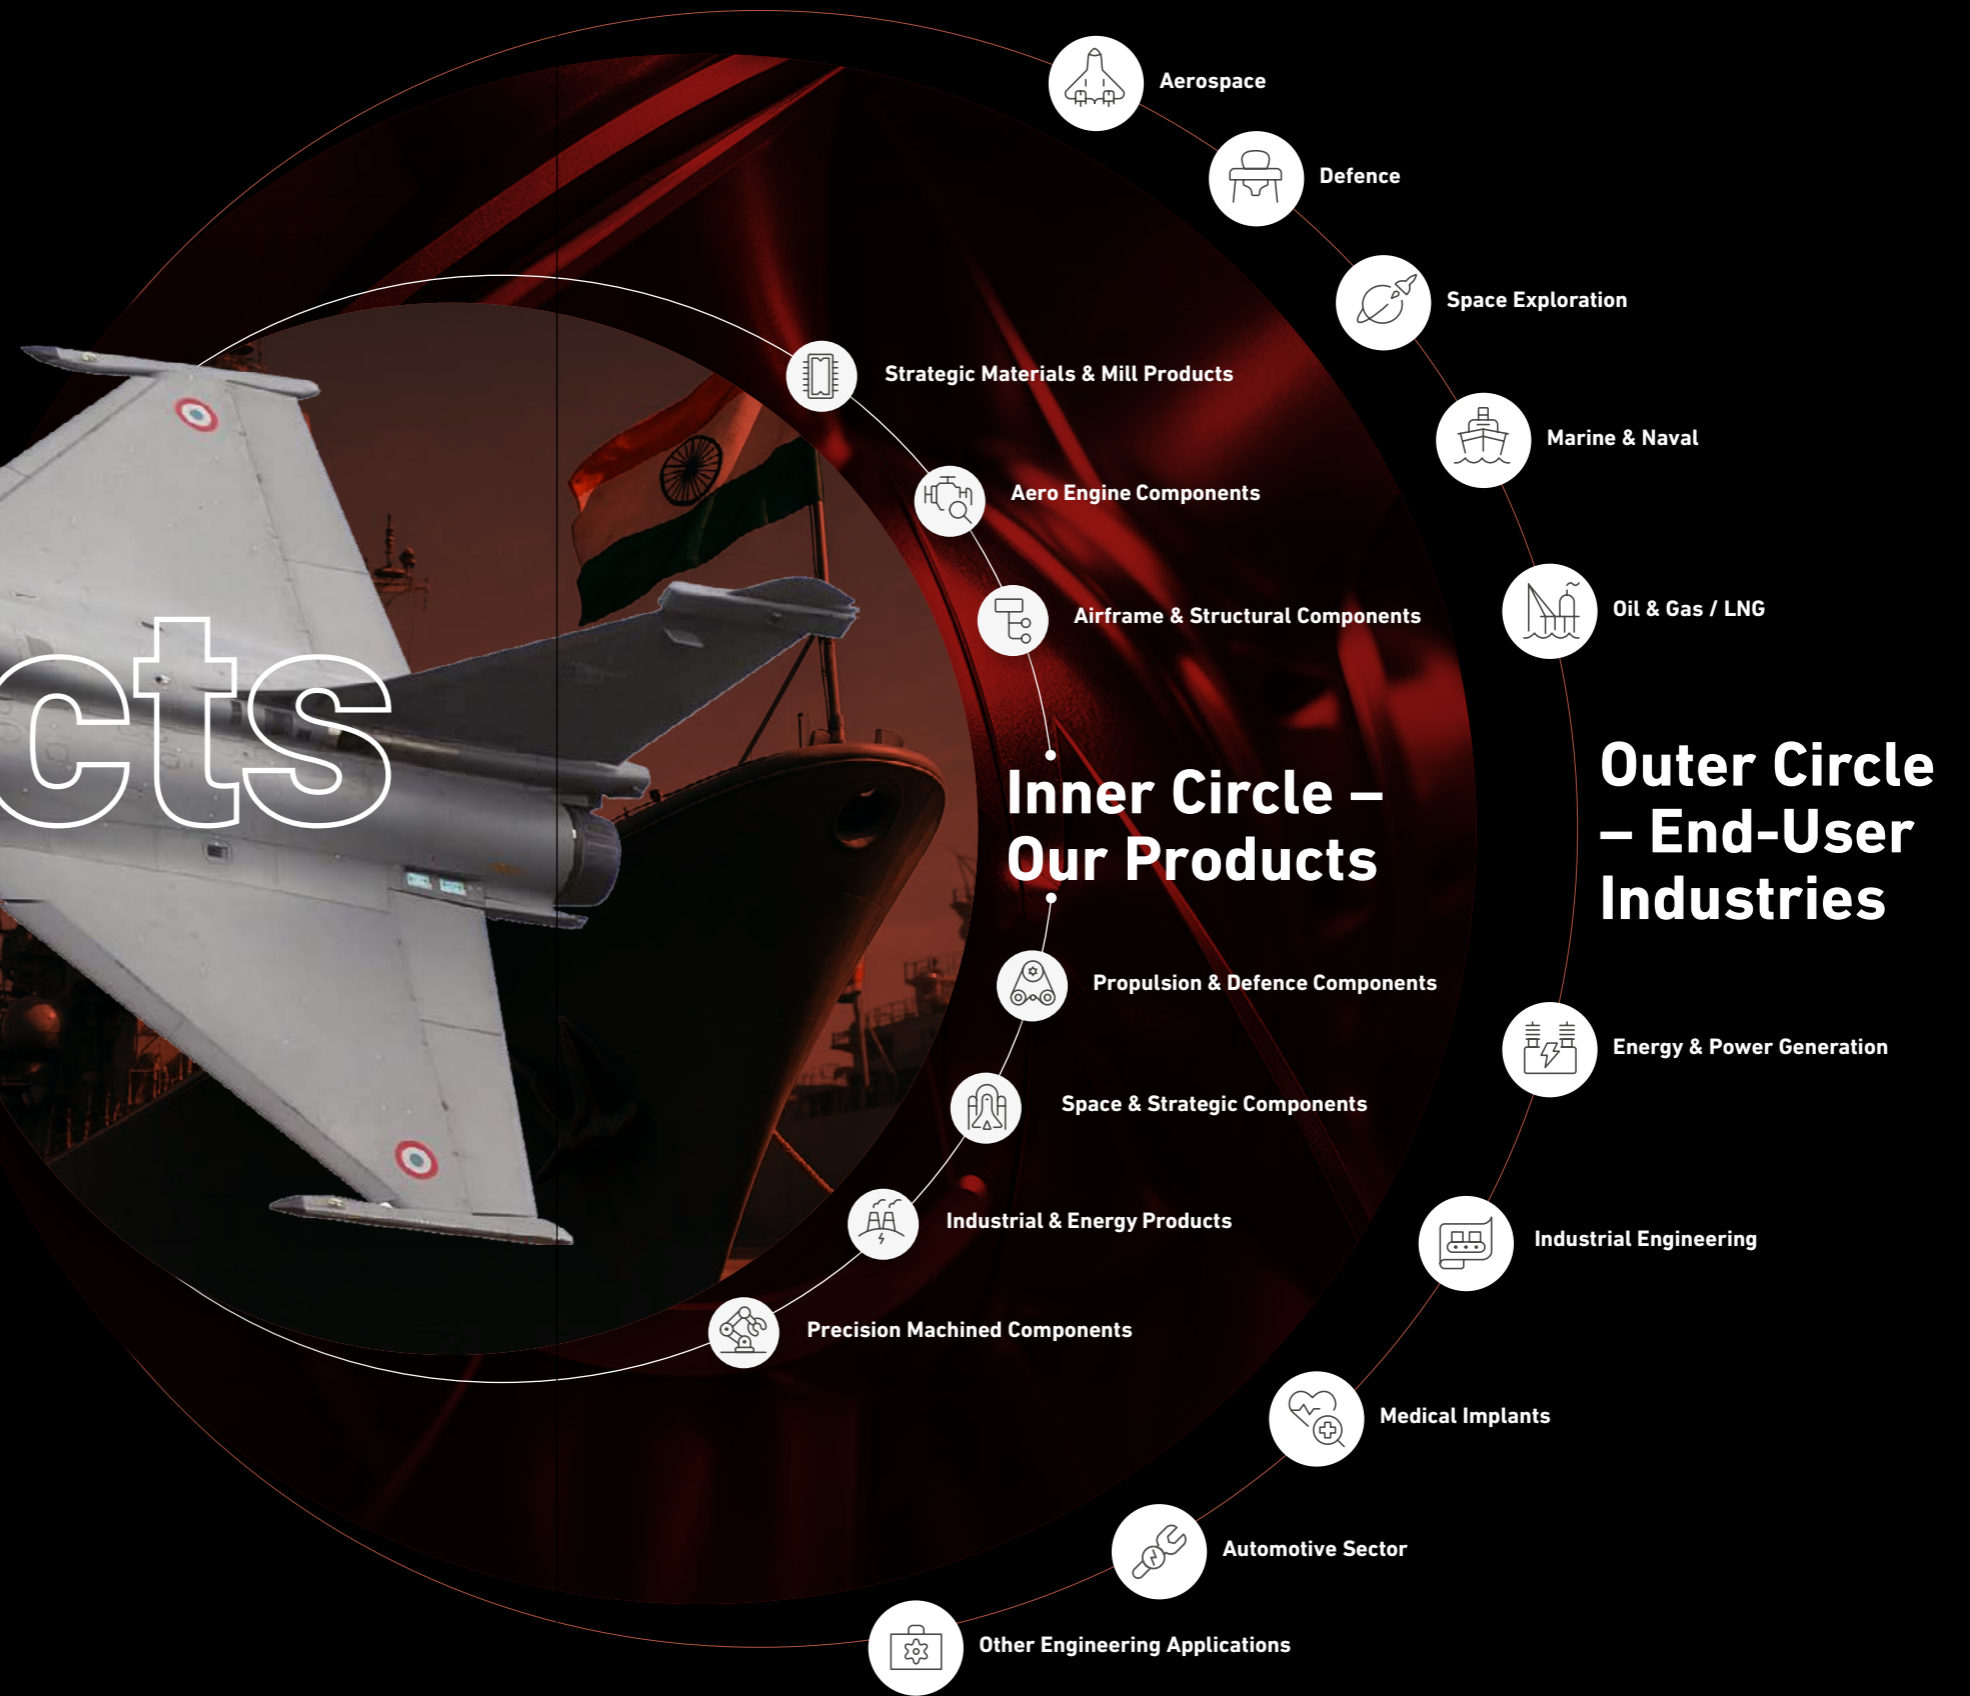 Aerospace
Defence
Space Exploration
Strategic Materials & Mill Products
Marine & Naval
Aero Engine Components
Airframe & Structural Components
Oil & Gas / LNG
cts
Inner Circle –
Our Products
Outer Circle
– End-User
Industries
Propulsion & Defence Components
Energy & Power Generation
Space & Strategic Components
Industrial & Energy Products
Industrial Engineering
Precision Machined Components
Medical Implants
Automotive Sector
Other Engineering Applications